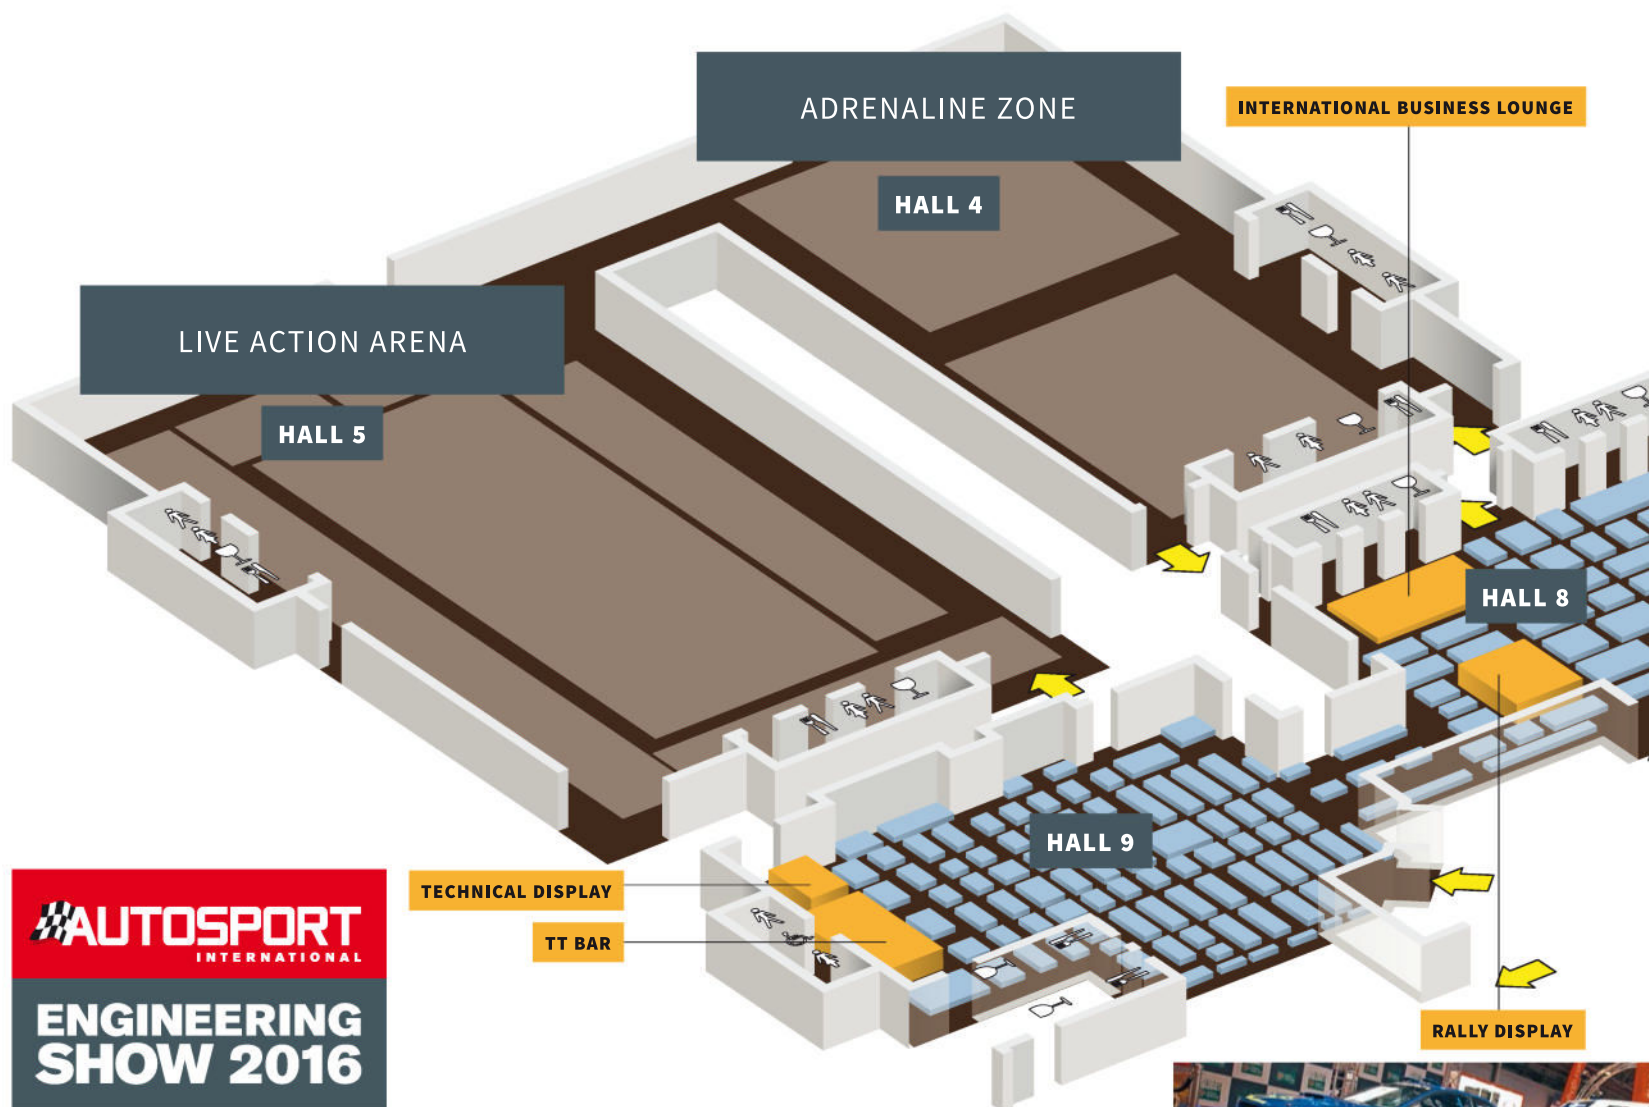 ADRENALINE ZONE
INTERNATIONAL BUSINESS LOUNGE
HALL 4
LIVE ACTION ARENA
HALL 5
HALL 8
HALL 9
TECHNICAL DISPLAY
TT BAR
AUTOSPORT
INTERNATIONAL
ENGINEERING
SHOW 2016
RALLY DISPLAY